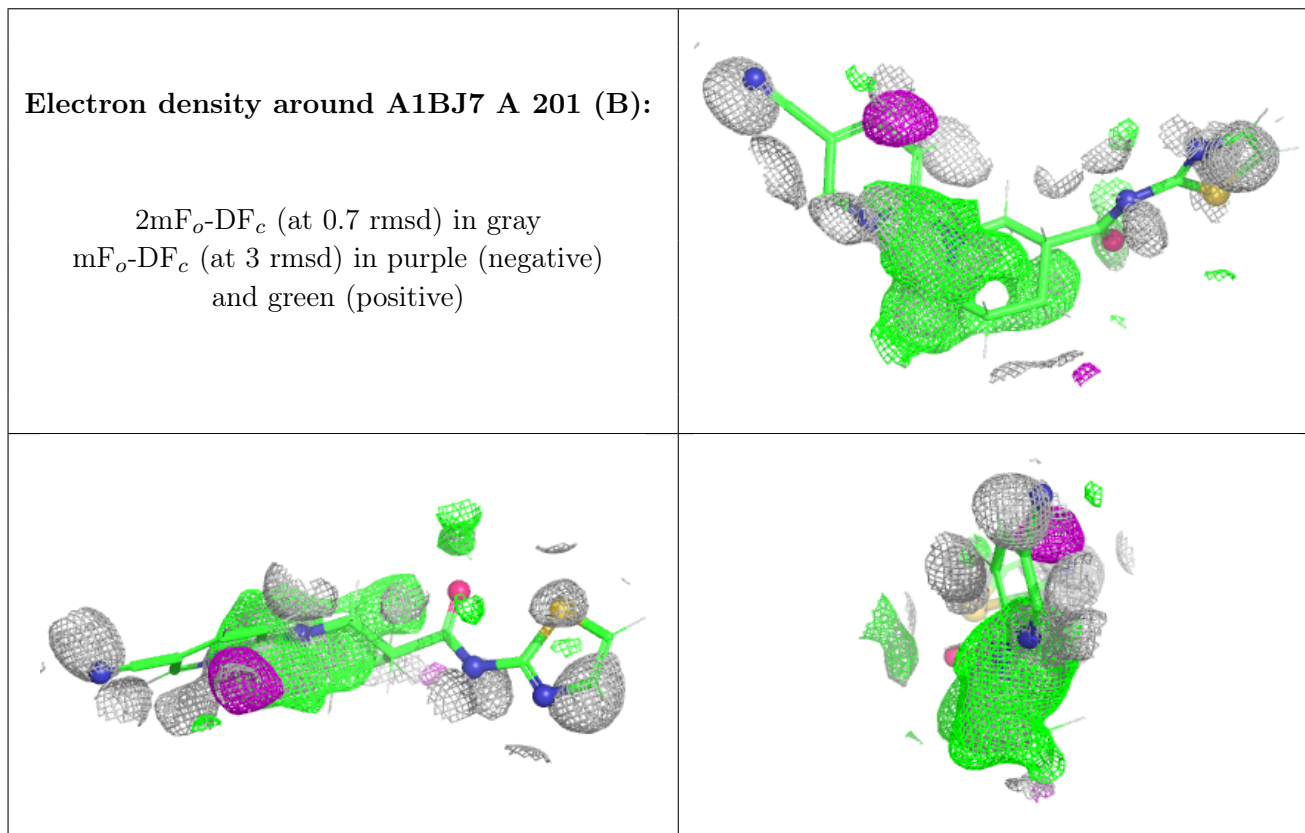 Electron density around A1BJ7 A 201 (B):
2mFₒ-DF𝑐 (at 0.7 rmsd) in gray
mFₒ-DF𝑐 (at 3 rmsd) in purple (negative)
and green (positive)